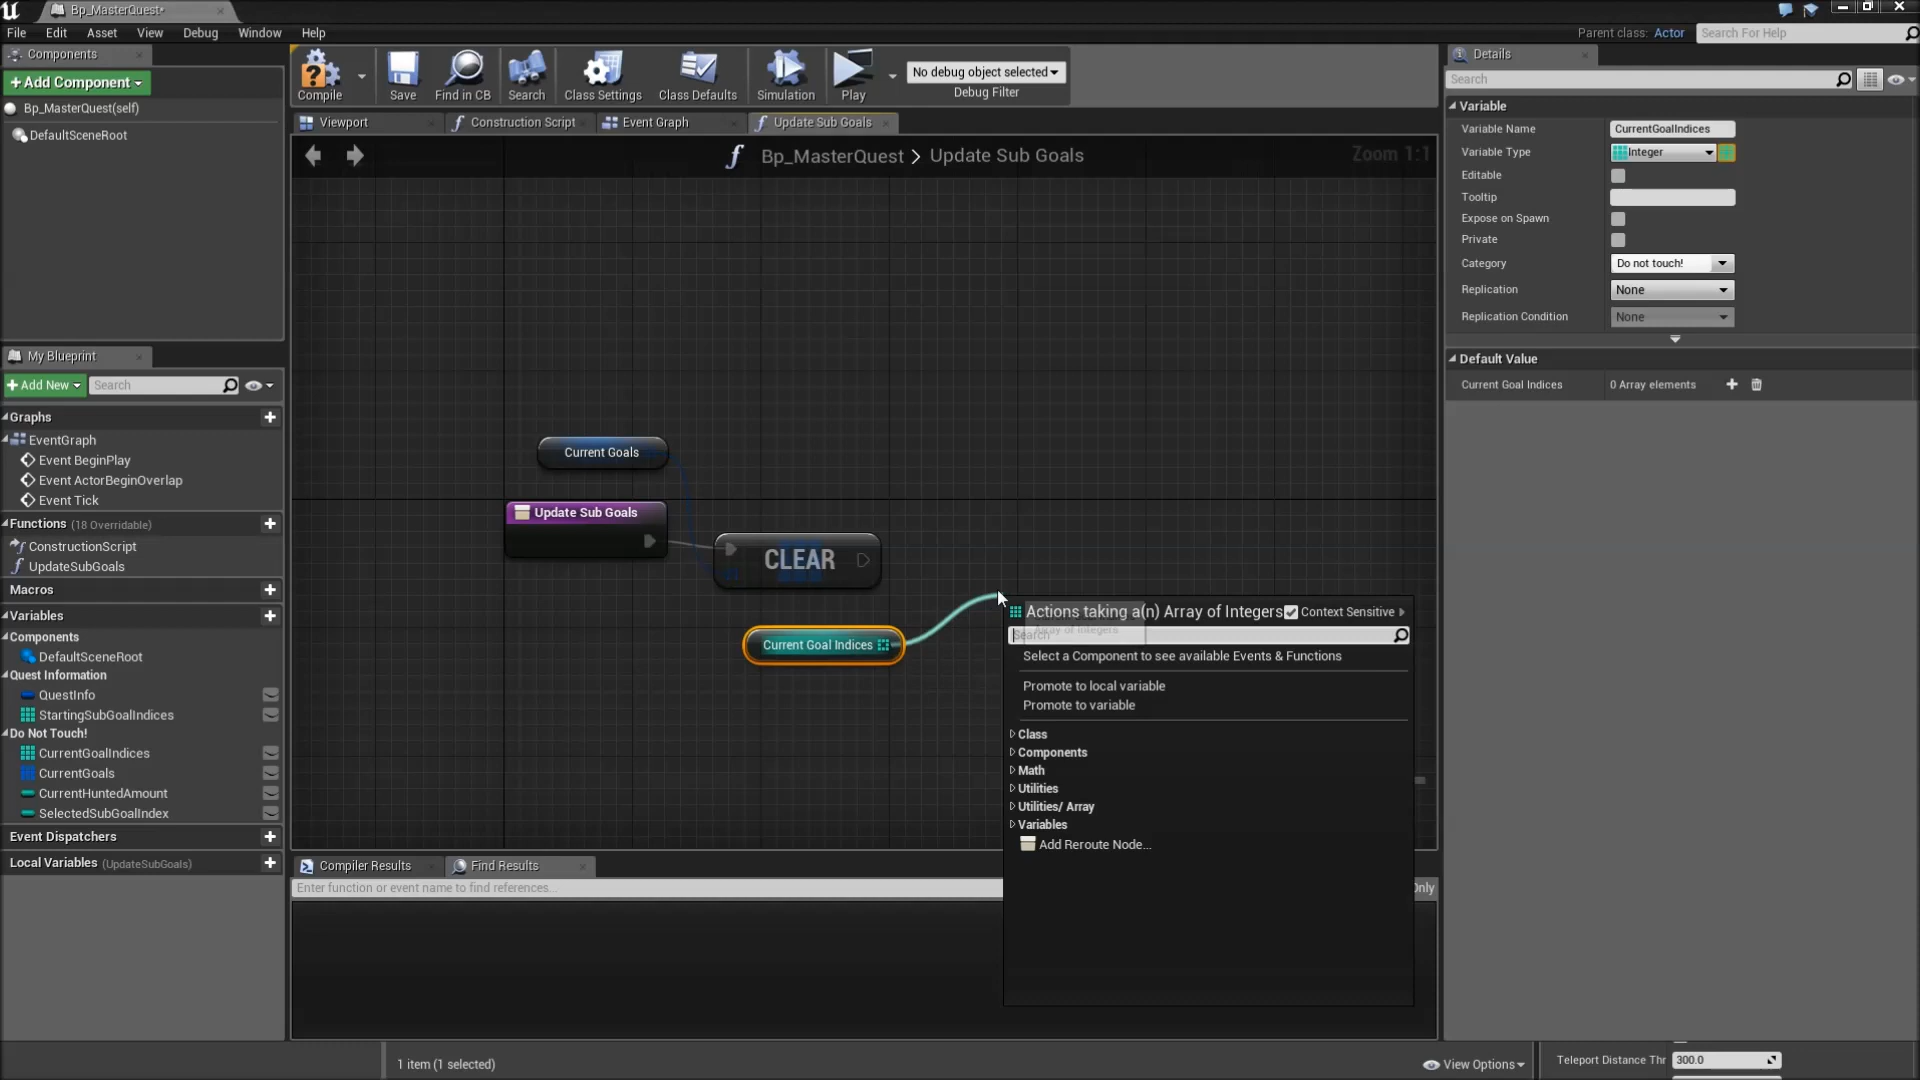 Bp_MasterQuest*
File Edit Asset View Debug Window Help
Parent class: Actor
Search For Help
Components
+Add Component
Bp_MasterQuest(self)
DefaultSceneRoot
Compile
Save
Find in CB
Search
Class Settings
Class Defaults
Simulation
Play
No debug object selected
Debug Filter
Viewport
Construction Script
Event Graph
Update Sub Goals
Bp_MasterQuest > Update Sub Goals
Zoom 1:1
My Blueprint
+Add New
Search
Graphs
EventGraph
Event BeginPlay
Event ActorBeginOverlap
Event Tick
Functions (18 Overridable)
ConstructionScript
UpdateSubGoals
Macros
Variables
Components
DefaultSceneRoot
Quest Information
QuestInfo
StartingSubGoalIndices
Do Not Touch!
CurrentGoalIndices
CurrentGoals
CurrentHuntedAmount
SelectedSubGoalIndex
Event Dispatchers
Local Variables (UpdateSubGoals)
Current Goals
Update Sub Goals
CLEAR
Current Goal Indices
Actions taking a(n) Array of Integers
Context Sensitive
Search
Array of Integers
Select a Component to see available Events & Functions
Promote to local variable
Promote to variable
Class
Components
Math
Utilities
Utilities/ Array
Variables
Add Reroute Node...
Compiler Results
Find Results
Enter function or event name to find references...
Only
Details
Search
Variable
Variable Name CurrentGoalIndices
Variable Type Integer
Editable
Tooltip
Expose on Spawn
Private
Category Do not touch!
Replication None
Replication Condition None
Default Value
Current Goal Indices 0 Array elements
1 item (1 selected)
View Options
Teleport Distance Thr 300.0